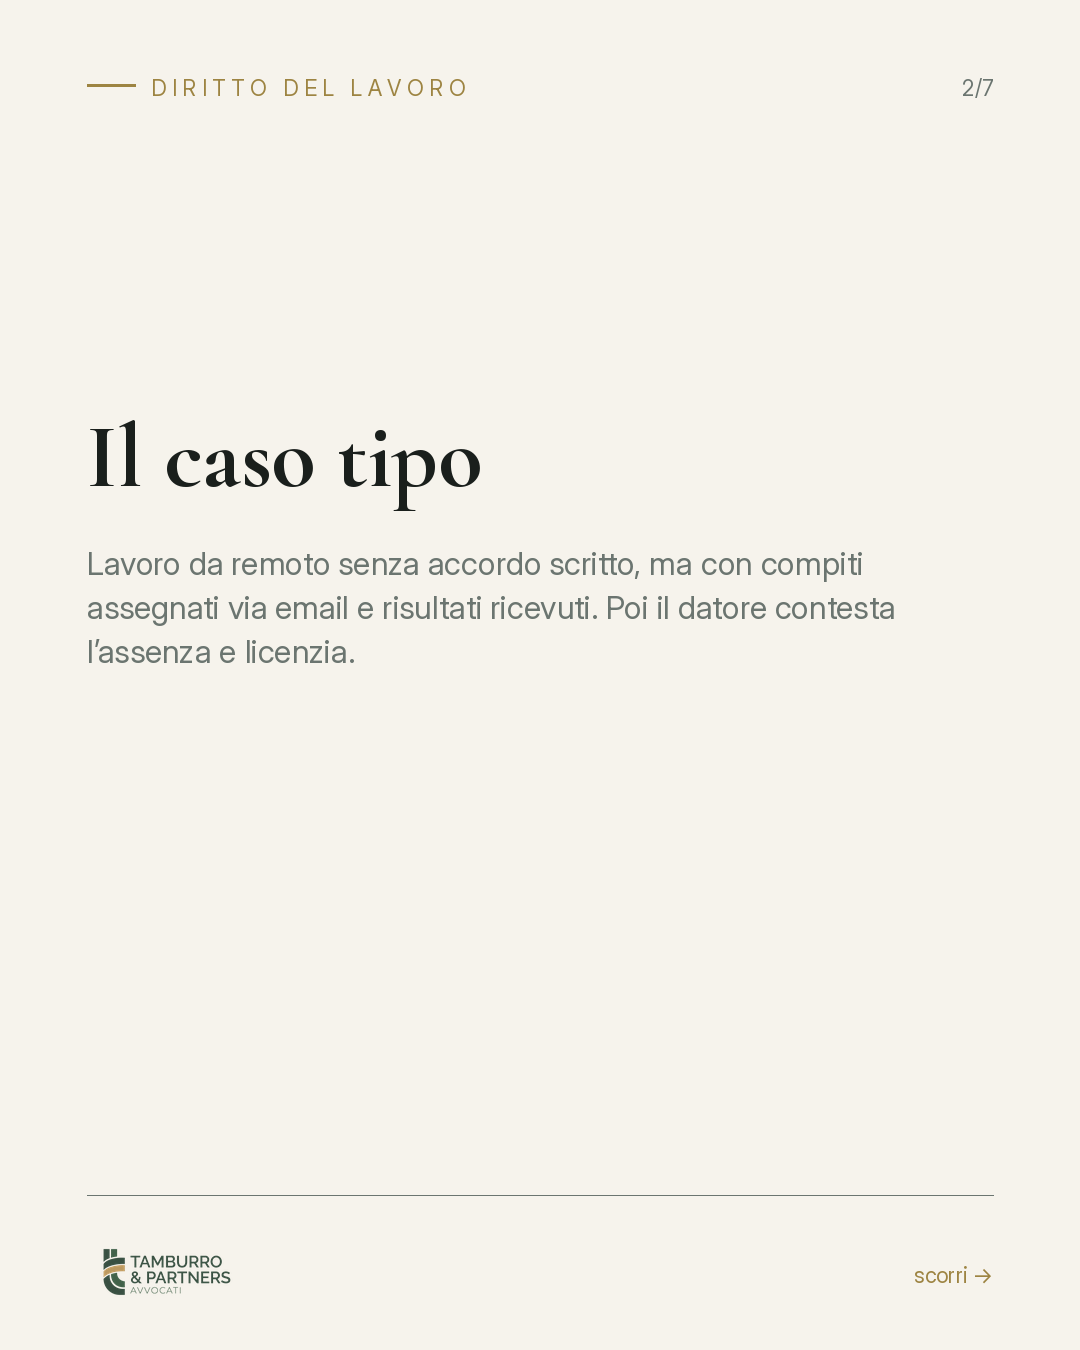 DIRITTO DEL LAVORO
2/7
Il caso tipo
Lavoro da remoto senza accordo scritto, ma con compiti
assegnati via email e risultati ricevuti. Poi il datore contesta
l’assenza e licenzia.
TAMBURRO
& PARTNERS
AVVOCATI
scorri →